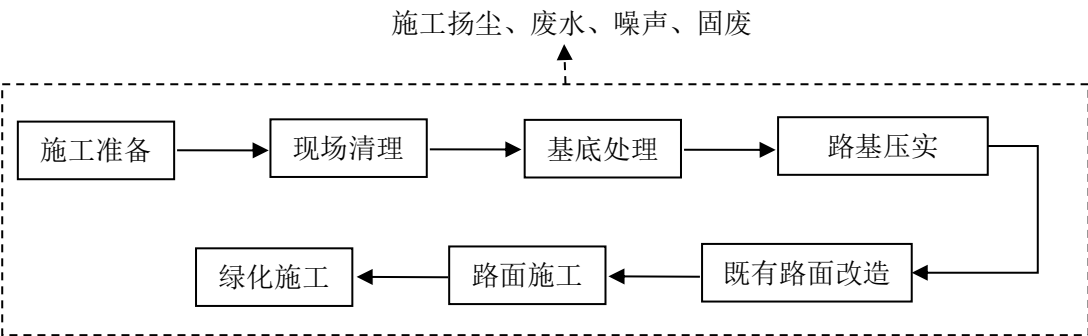 施工扬尘、废水、噪声、固废
施工准备
现场清理
基底处理
路基压实
绿化施工
路面施工
既有路面改造